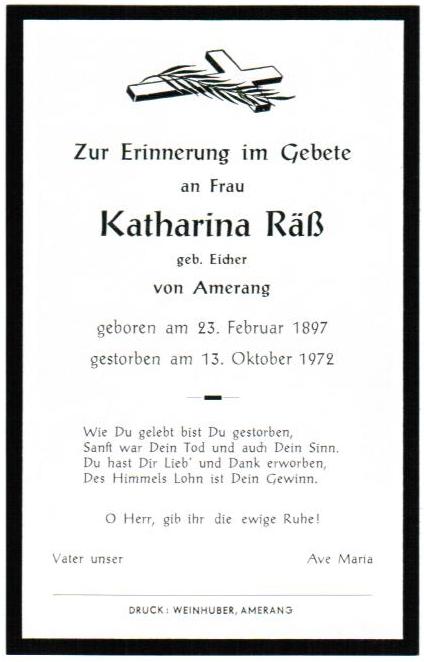 Zur Erinnerung im Gebete
an Frau
Katharina Räß
geb. Eicher
von Amerang
geboren am 23. Februar 1897
gestorben am 13. Oktober 1972
Wie Du gelebt bist Du gestorben,
Sanft war Dein Tod und auch Dein Sinn.
Du hast Dir Lieb' und Dank erworben,
Des Himmels Lohn ist Dein Gewinn.
O Herr, gib ihr die ewige Ruhe!
Vater unser Ave Maria
DRUCK: WEINHUBER, AMERANG